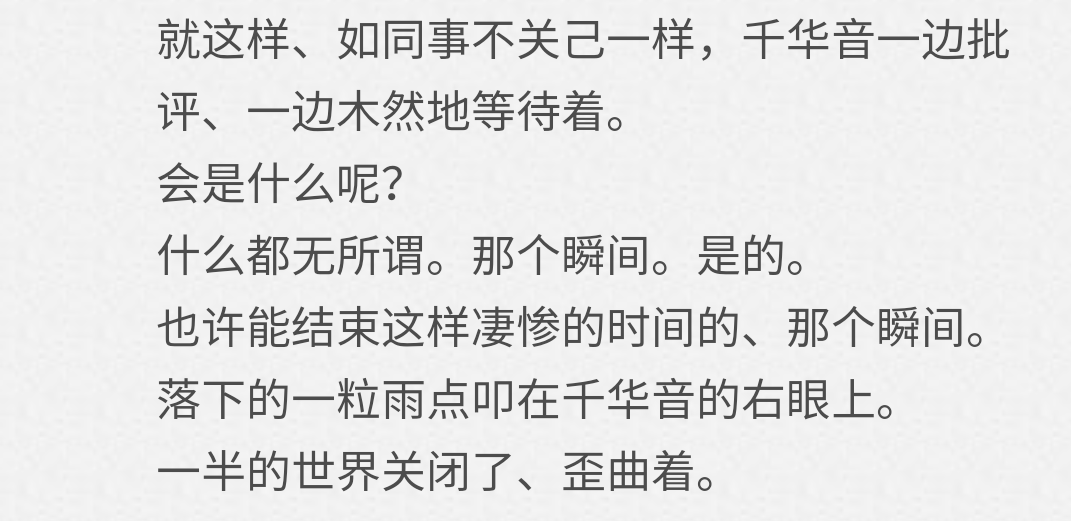 就这样、如同事不关己一样，千华音一边批
评、一边木然地等待着。
会是什么呢？
什么都无所谓。那个瞬间。是的。
也许能结束这样凄惨的时间的、那个瞬间。
落下的一粒雨点叩在千华音的右眼上。
一半的世界关闭了、歪曲着。